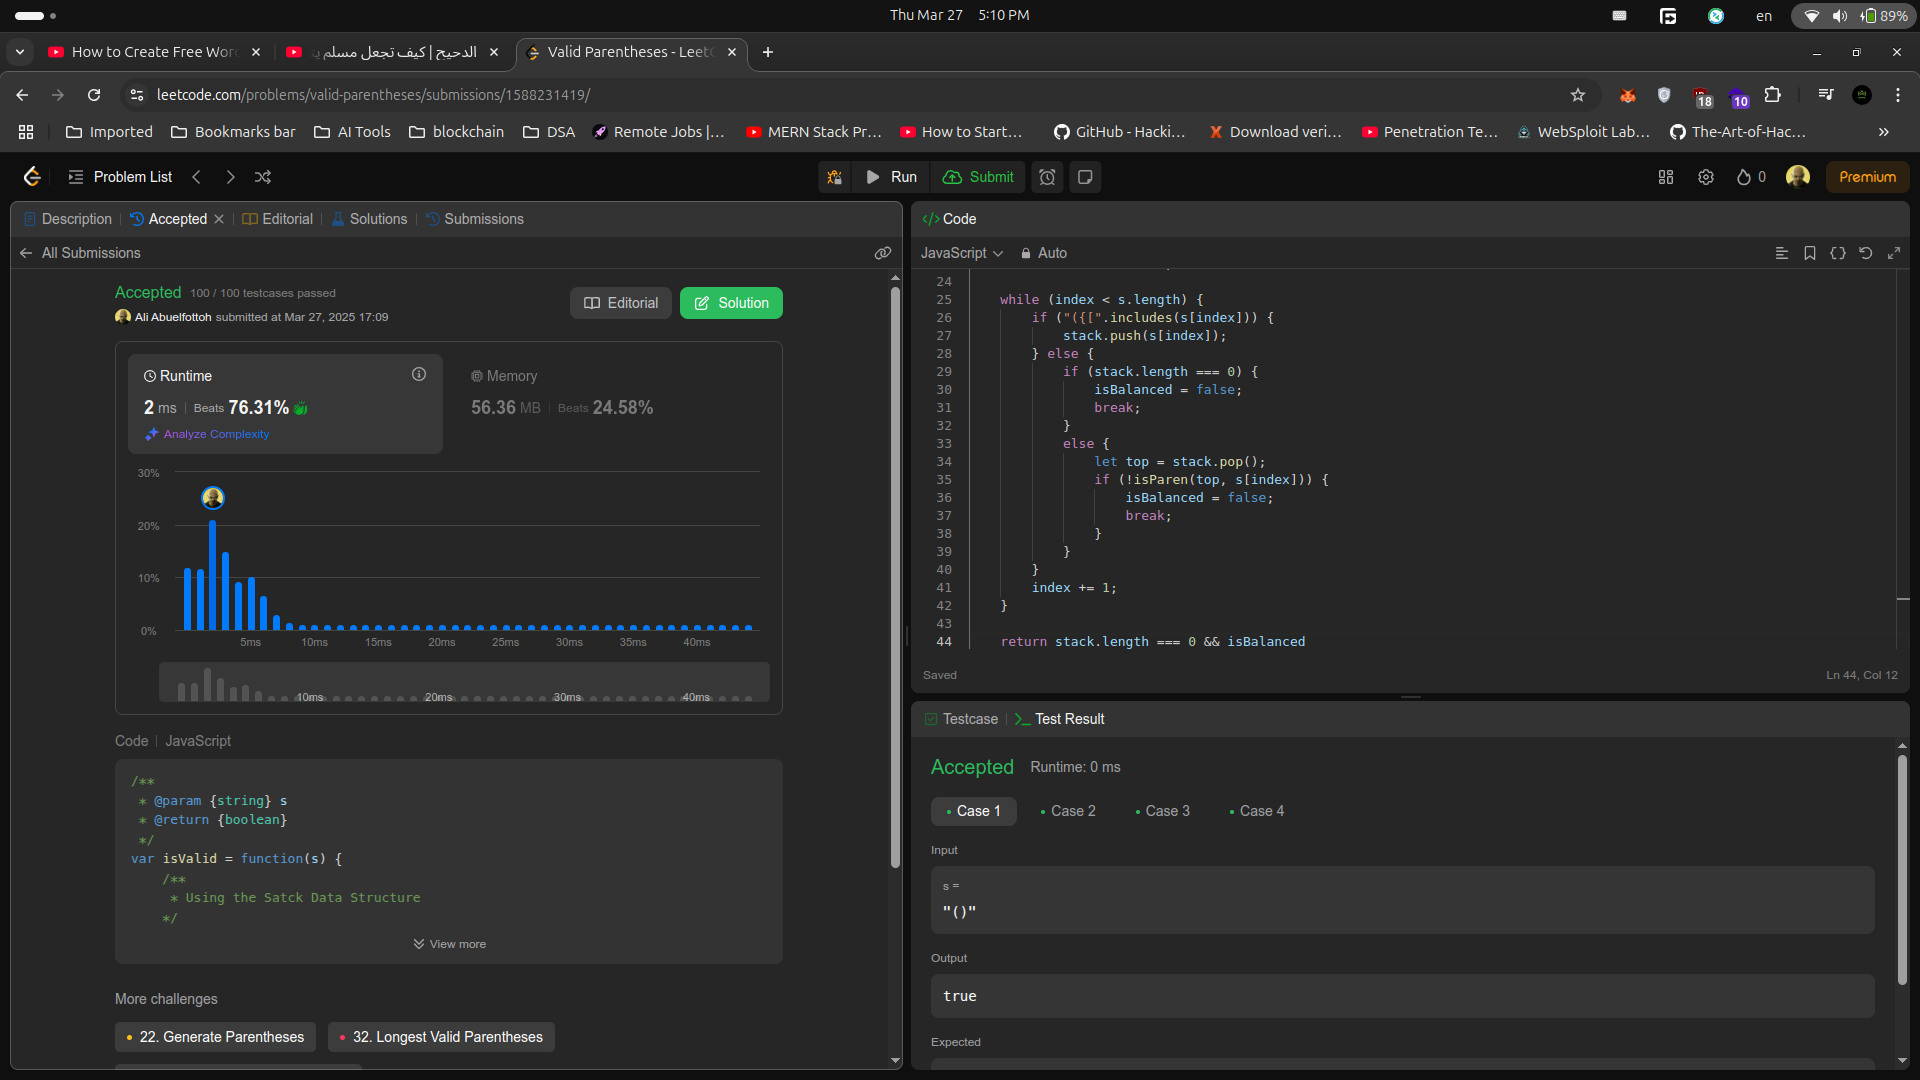 Thu Mar 27 5:10 PM
en
89%
How to Create Free Wor
الدحيح | كيف تجعل مسلم
Valid Parentheses - Leet
leetcode.com/problems/valid-parentheses/submissions/1588231419/
18
10
Imported
Bookmarks bar
AI Tools
blockchain
DSA
Remote Jobs |...
MERN Stack Pr...
How to Start...
GitHub - Hacki...
Download veri...
Penetration Te...
WebSploit Lab...
The-Art-of-Hac...
Problem List
Run
Submit
0
Premium
Description
Accepted
Editorial
Solutions
Submissions
All Submissions
Accepted 100 / 100 testcases passed
Ali Abuelfottoh submitted at Mar 27, 2025 17:09
Editorial
Solution
Runtime
2 ms | Beats 76.31%
Analyze Complexity
Memory
56.36 MB | Beats 24.58%
30%
20%
10%
0%
5ms 10ms 15ms 20ms 25ms 30ms 35ms 40ms
10ms 20ms 30ms 40ms
Code | JavaScript
/**
* @param {string} s
* @return {boolean}
*/
var isValid = function(s) {
/**
* Using the Satck Data Structure
*/
View more
More challenges
22. Generate Parentheses
32. Longest Valid Parentheses
</> Code
JavaScript
Auto
24
25 while (index < s.length) {
26 if ("({[".includes(s[index])) {
27 stack.push(s[index]);
28 } else {
29 if (stack.length === 0) {
30 isBalanced = false;
31 break;
32 }
33 else {
34 let top = stack.pop();
35 if (!isParen(top, s[index])) {
36 isBalanced = false;
37 break;
38 }
39 }
40 }
41 index += 1;
42 }
43
44 return stack.length === 0 && isBalanced
Saved
Ln 44, Col 12
Testcase
Test Result
Accepted Runtime: 0 ms
Case 1
Case 2
Case 3
Case 4
Input
s =
"()"
Output
true
Expected